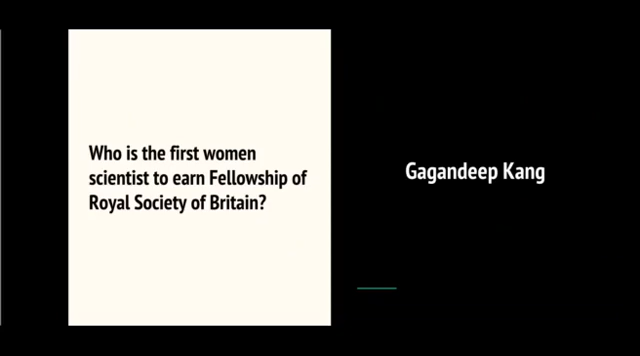 Who is the first women
scientist to earn Fellowship of
Royal Society of Britain?
Gagandeep Kang